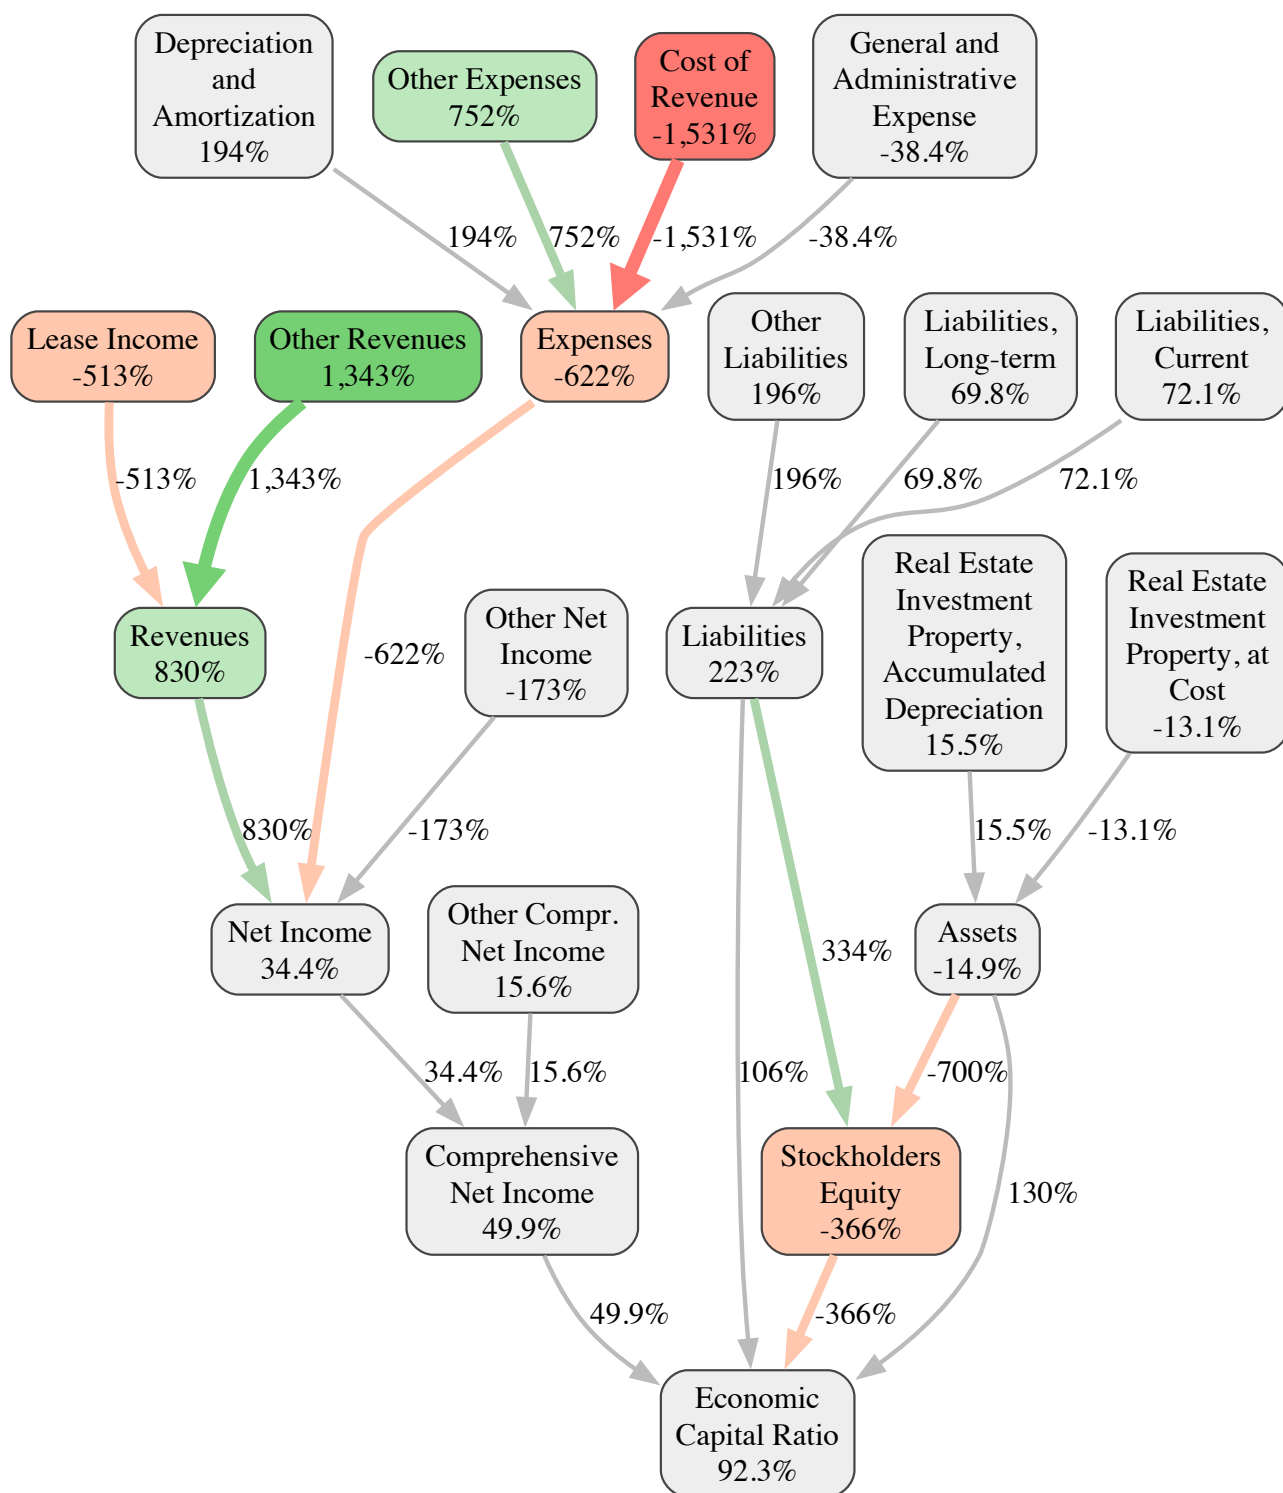 Depreciation
and
Amortization
194%
Other Expenses
752%
Cost of
Revenue
-1,531%
General and
Administrative
Expense
-38.4%
194%
752%
-1,531%
-38.4%
Lease Income
-513%
Other Revenues
1,343%
Expenses
-622%
Other
Liabilities
196%
Liabilities,
Long-term
69.8%
Liabilities,
Current
72.1%
-513%
1,343%
196%
69.8%
72.1%
Revenues
830%
-622%
Other Net
Income
-173%
Liabilities
223%
Real Estate
Investment
Property,
Accumulated
Depreciation
15.5%
Real Estate
Investment
Property, at
Cost
-13.1%
830%
-173%
15.5%
-13.1%
Net Income
34.4%
Other Compr.
Net Income
15.6%
334%
Assets
-14.9%
34.4%
15.6%
106%
-700%
Comprehensive
Net Income
49.9%
Stockholders
Equity
-366%
130%
49.9%
-366%
Economic
Capital Ratio
92.3%